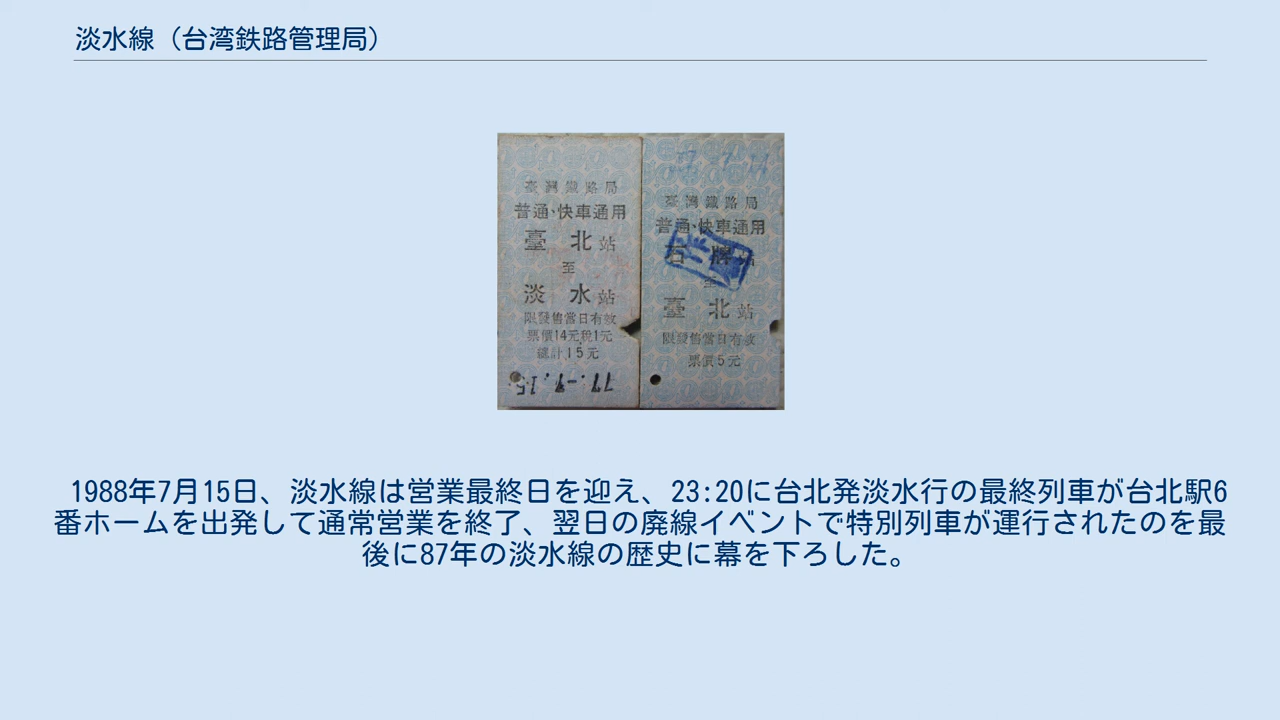 淡水線（台湾鉄路管理局）
臺灣鐵路局
普通、快車通用
臺北站
至
淡水站
限發售當日有效
票價14元稅1元
總計15元
77.-7.15.
臺灣鐵路局
普通、快車通用
石牌站
至
臺北站
限發售當日有效
票價5元
1988年7月15日、淡水線は営業最終日を迎え、23:20に台北発淡水行の最終列車が台北駅6
番ホームを出発して通常営業を終了、翌日の廃線イベントで特別列車が運行されたのを最
後に87年の淡水線の歴史に幕を下ろした。